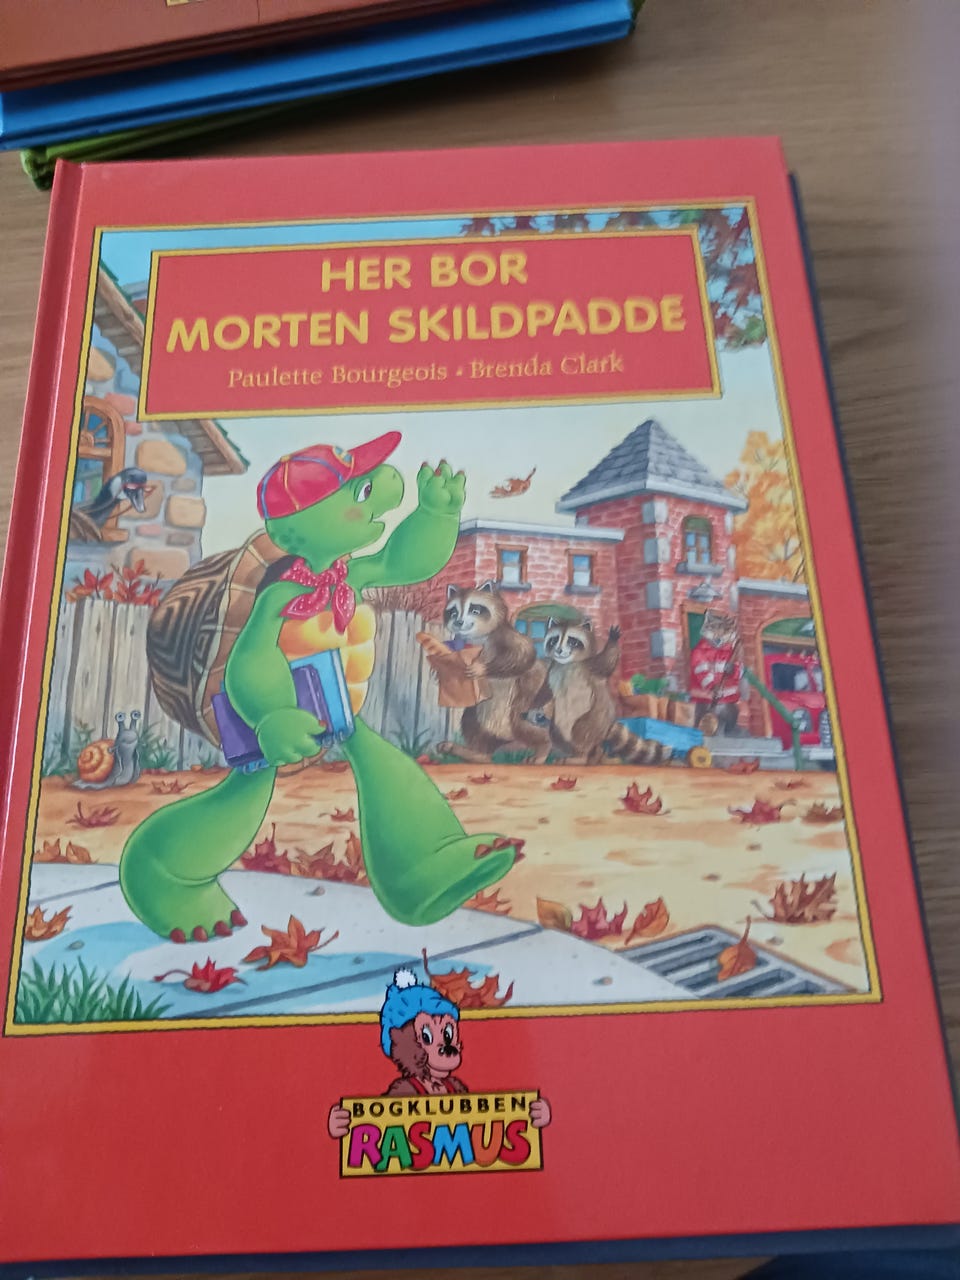 HER BOR
MORTEN SKILDPADDE
Paulette Bourgeois • Brenda Clark
BOGKLUBBEN
RASMUS